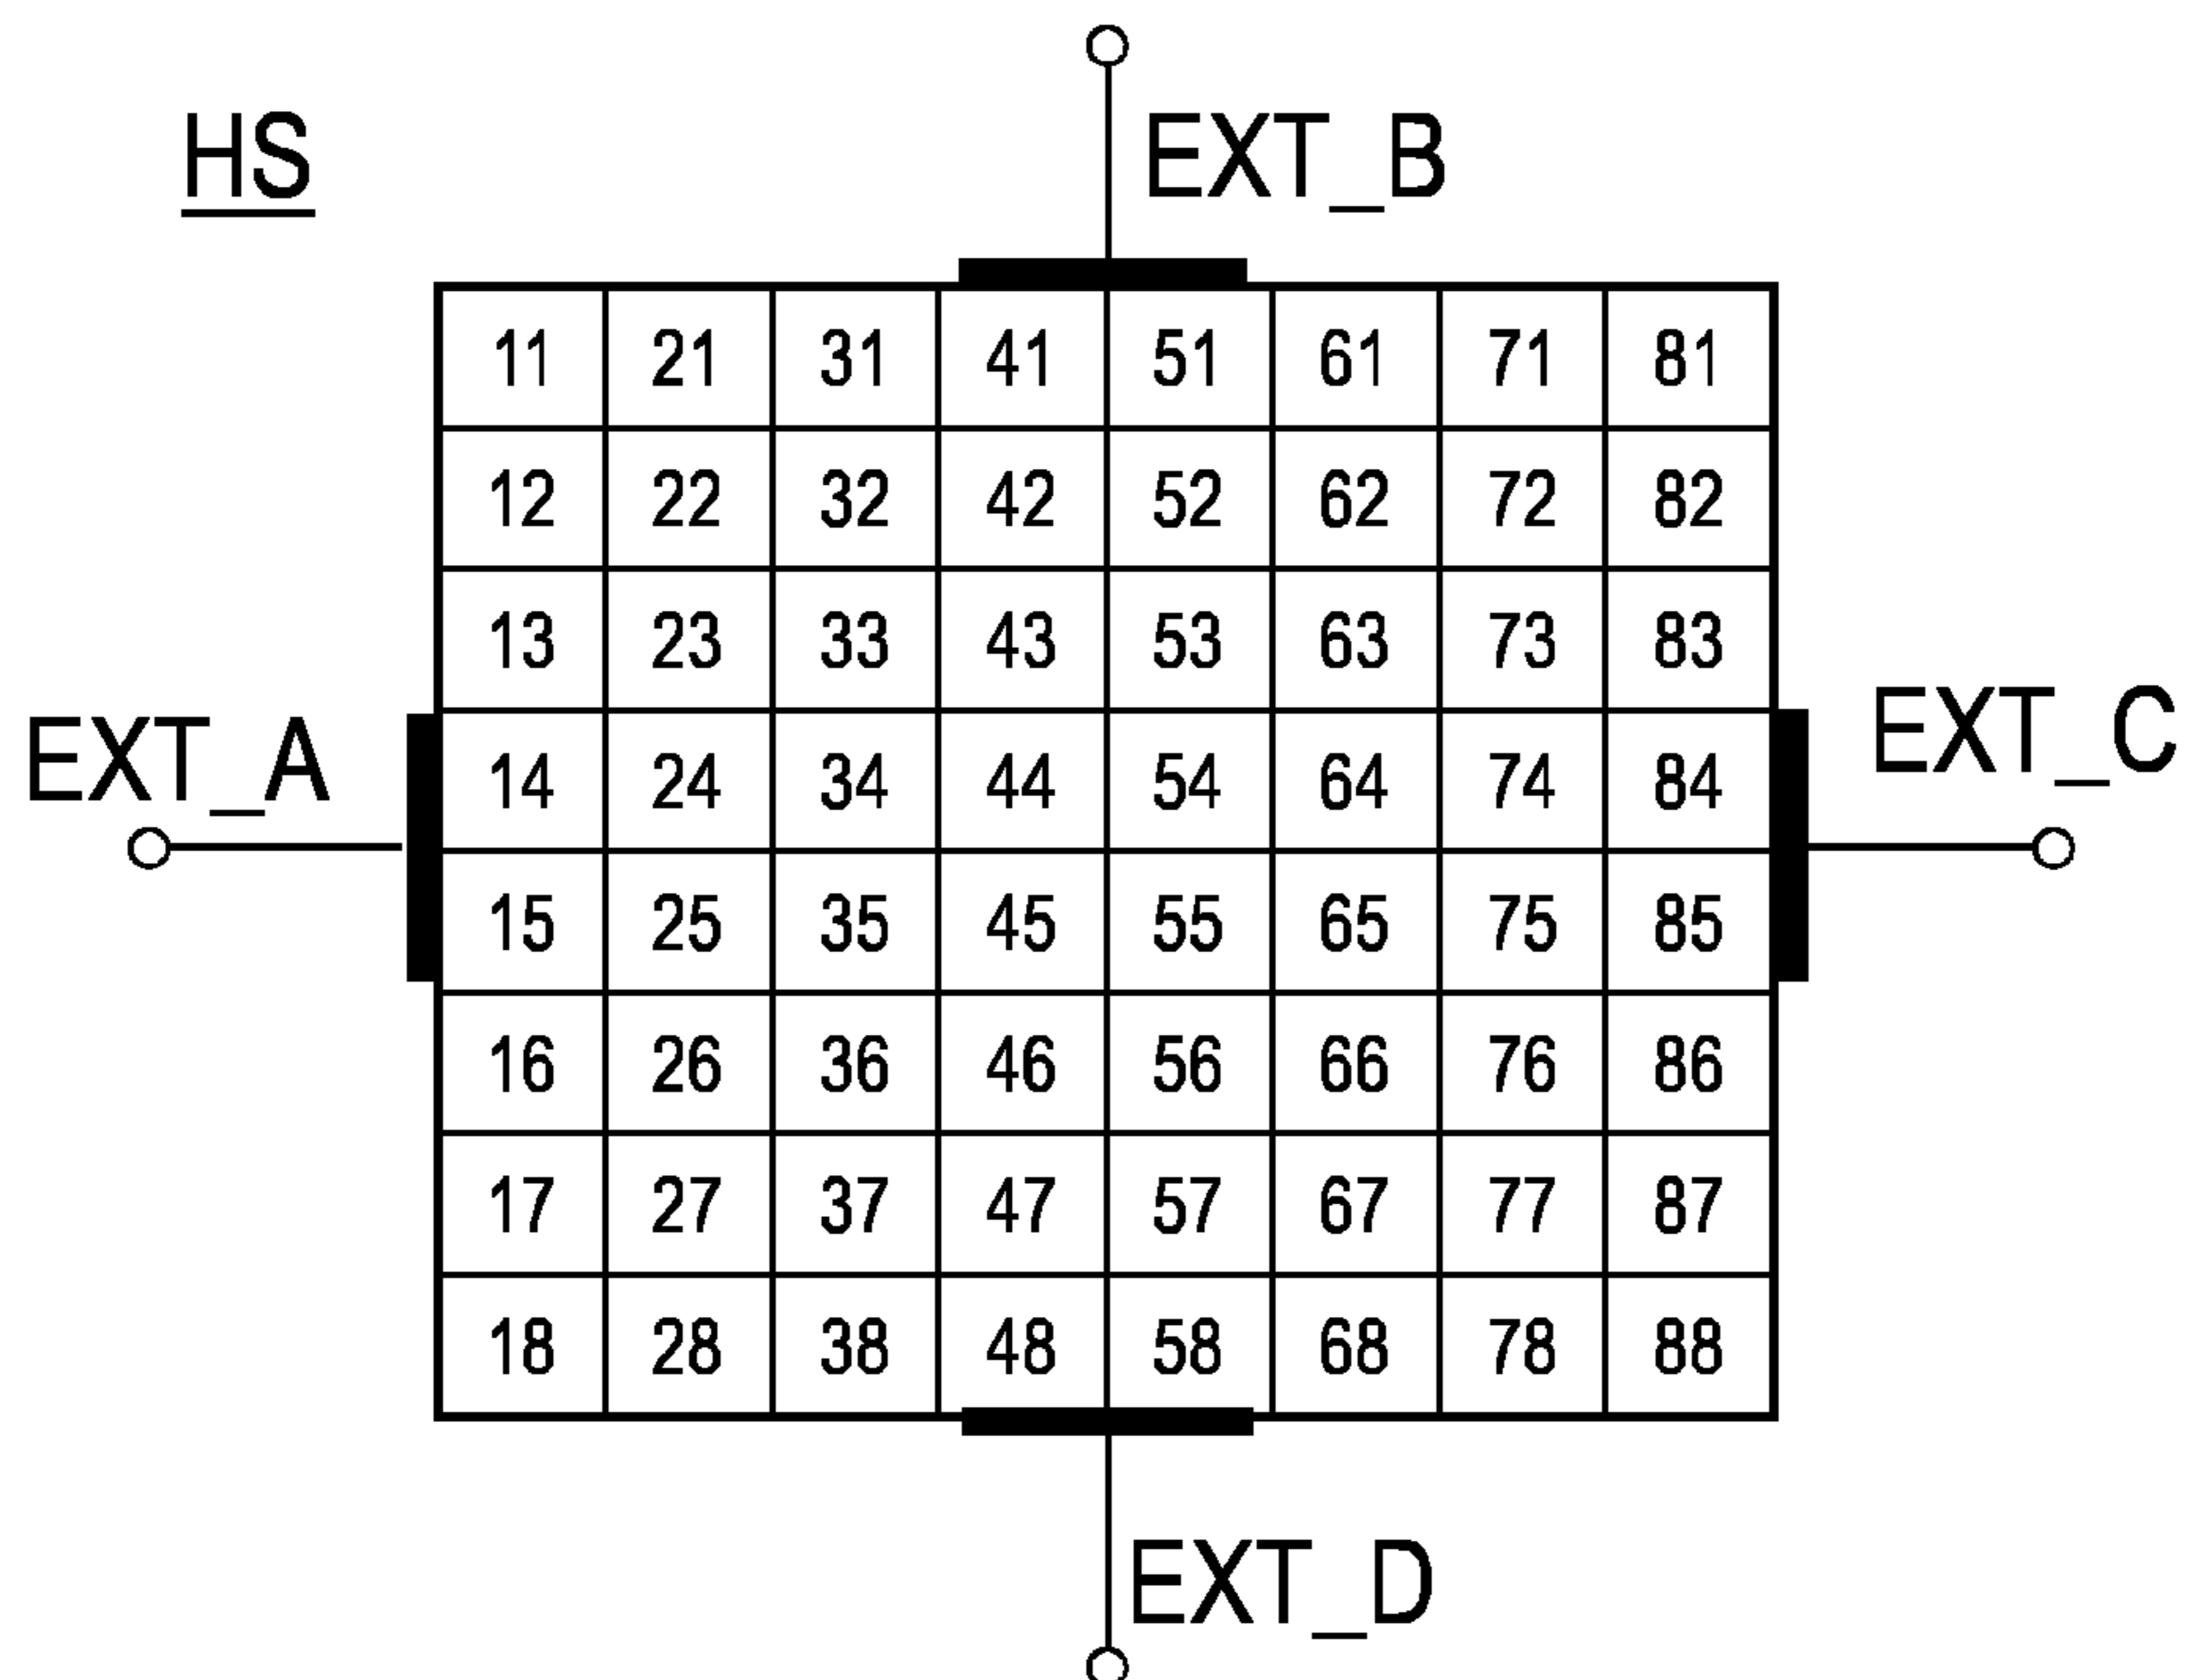 HS
EXT_B
11 21 31 41 51 61 71 81
12 22 32 42 52 62 72 82
13 23 33 43 53 63 73 83
EXT_A
14 24 34 44 54 64 74 84
EXT_C
15 25 35 45 55 65 75 85
16 26 36 46 56 66 76 86
17 27 37 47 57 67 77 87
18 28 38 48 58 68 78 88
EXT_D